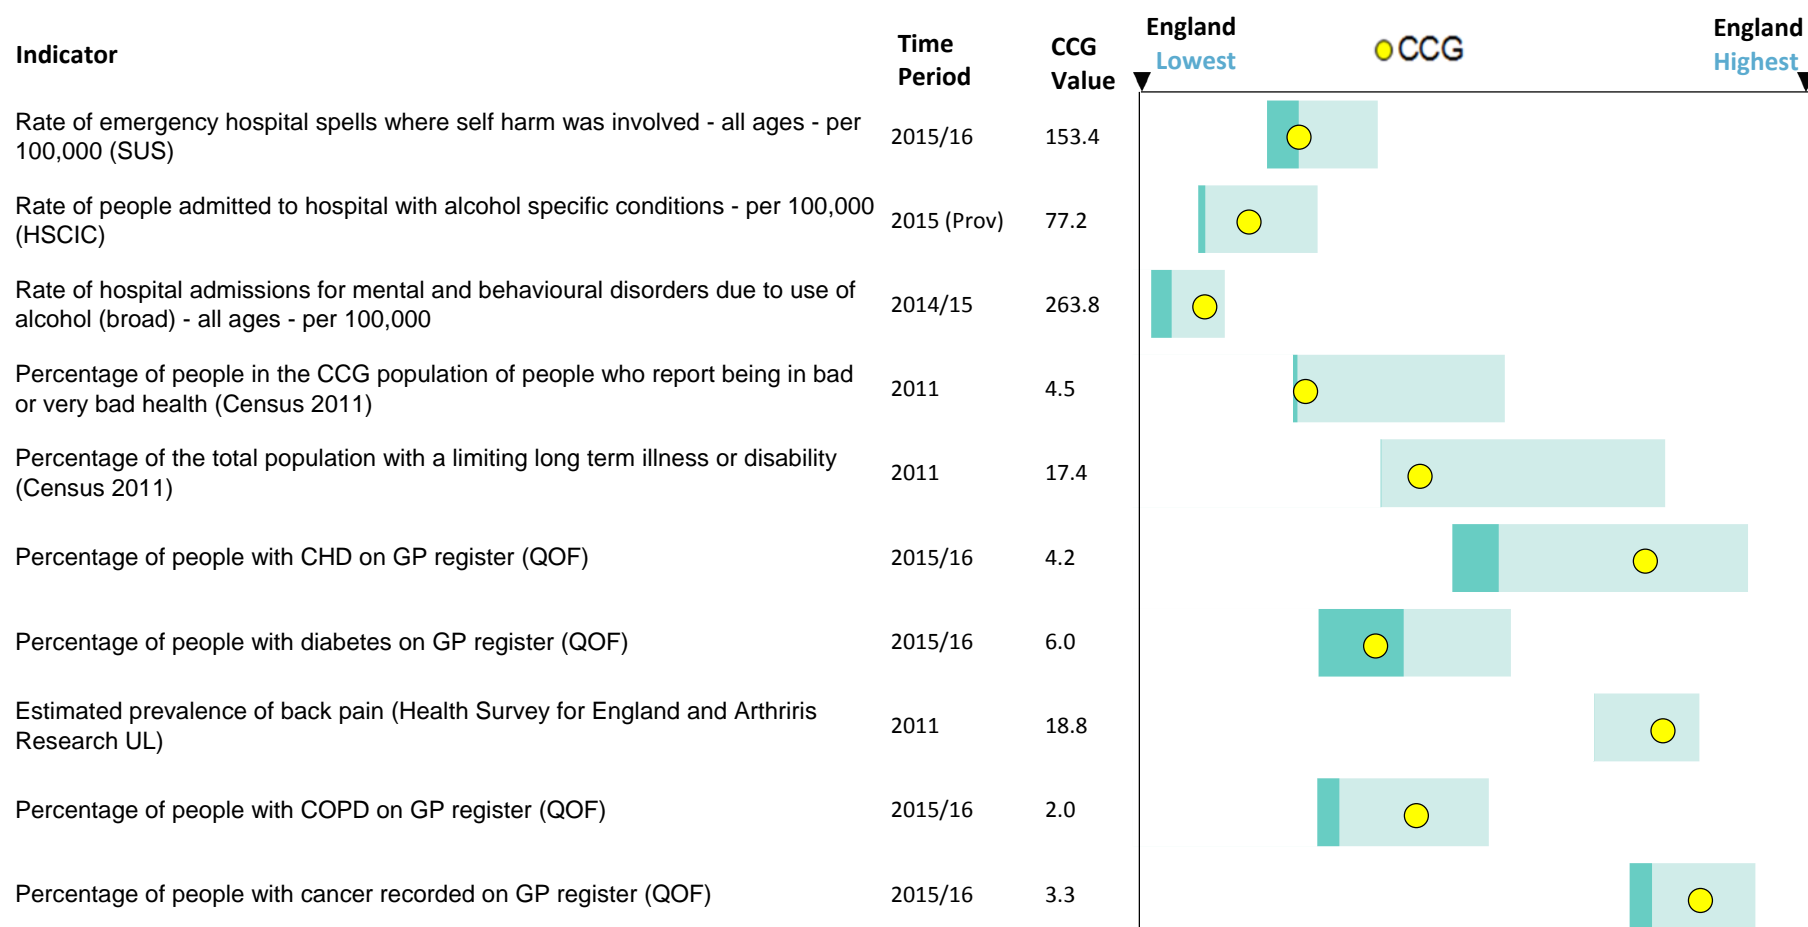 Indicator
Time
Period
CCG
Value
England
Lowest
CCG
England
Highest
Rate of emergency hospital spells where self harm was involved - all ages - per
100,000 (SUS)
2015/16
153.4
Rate of people admitted to hospital with alcohol specific conditions - per 100,000
(HSCIC)
2015 (Prov)
77.2
Rate of hospital admissions for mental and behavioural disorders due to use of
alcohol (broad) - all ages - per 100,000
2014/15
263.8
Percentage of people in the CCG population of people who report being in bad
or very bad health (Census 2011)
2011
4.5
Percentage of the total population with a limiting long term illness or disability
(Census 2011)
2011
17.4
Percentage of people with CHD on GP register (QOF)
2015/16
4.2
Percentage of people with diabetes on GP register (QOF)
2015/16
6.0
Estimated prevalence of back pain (Health Survey for England and Arthriris
Research UL)
2011
18.8
Percentage of people with COPD on GP register (QOF)
2015/16
2.0
Percentage of people with cancer recorded on GP register (QOF)
2015/16
3.3